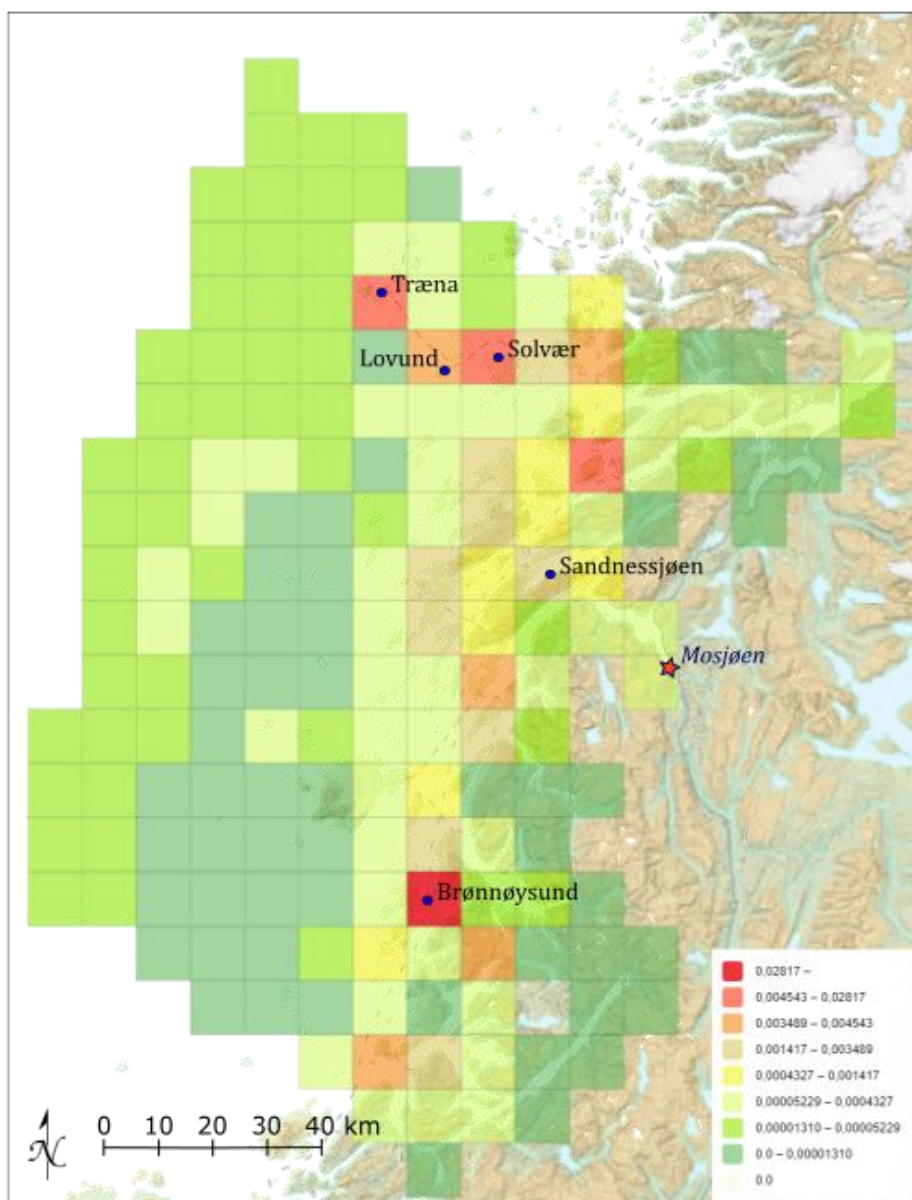 Træna
Lovund
Solvær
Sandnessjøen
Mosjøen
Brønnøysund
0,02817 –
0,004543 – 0,02817
0,003489 – 0,004543
0,001417 – 0,003489
0,0004327 – 0,001417
0,00005229 – 0,0004327
0,00001310 – 0,00005229
0.0 – 0,00001310
0.0
0 10 20 30 40 km
N